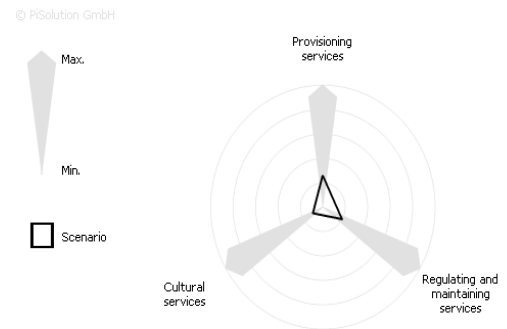 © PiSolution GmbH
Provisioning
services
Max.
Min.
Scenario
Cultural
services
Regulating and
maintaining
services